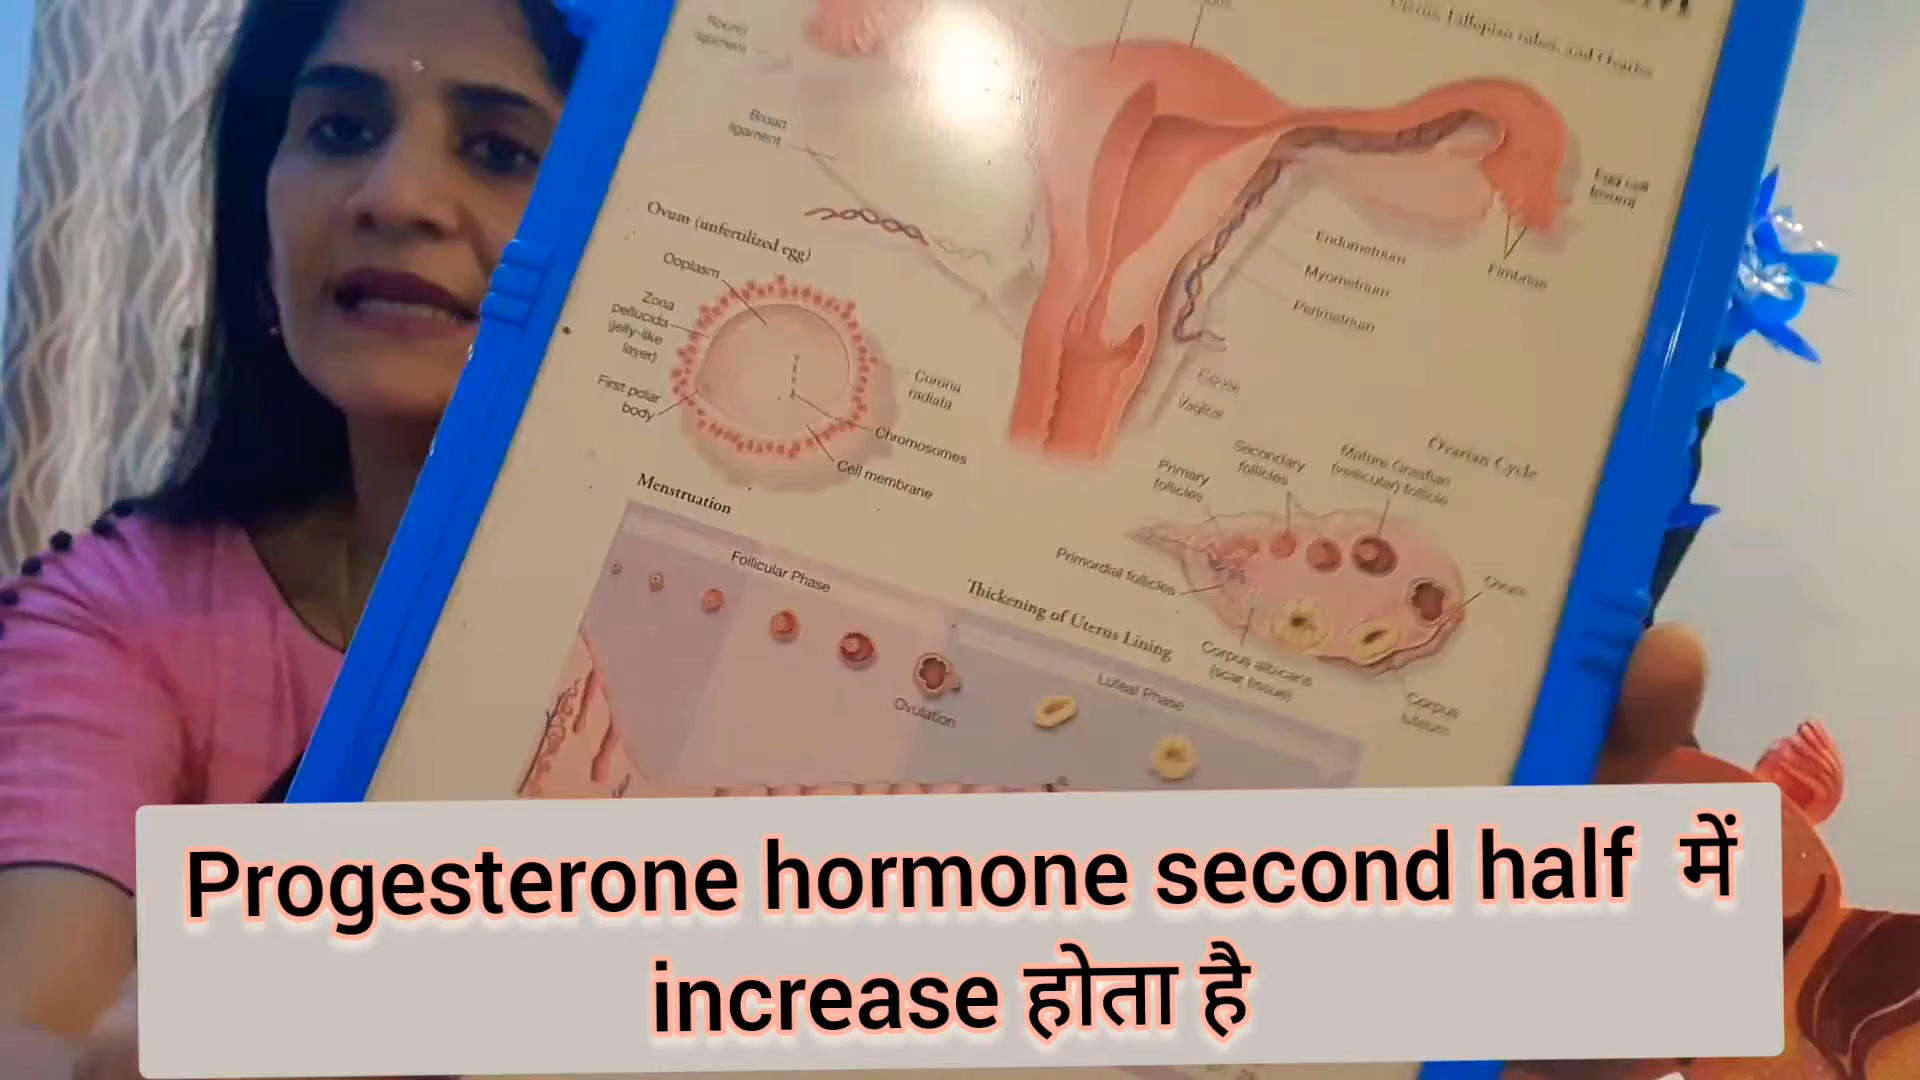 Uterus, Fallopian tubes, and Ovaries
Round
ligament
Broad
ligament
Egg cell
(ovum)
Fimbriae
Endometrium
Myometrium
Perimetrium
Cervix
Vagina
Ovum (unfertilized egg)
Ooplasm
Zona
pellucida
(jelly-like
layer)
First polar
body
Corona
radiata
Chromosomes
Cell membrane
Ovarian Cycle
Primary
follicles
Secondary
follicles
Mature Graafian
(vesicular) follicle
Primordial follicles
Ovum
Corpus albicans
(scar tissue)
Corpus
luteum
Menstruation
Follicular Phase
Thickening of Uterus Lining
Ovulation
Luteal Phase
Progesterone hormone second half में
increase होता है